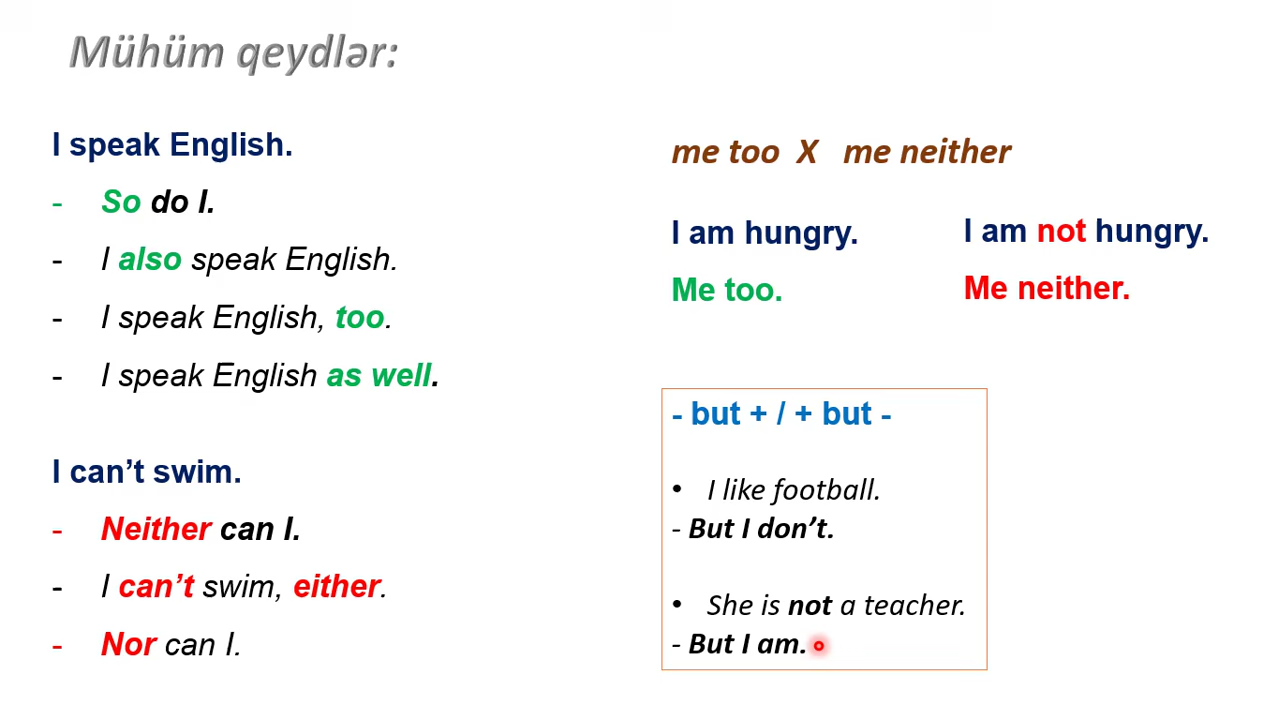 Mühüm qeydlər:
I speak English.
- So do I.
- I also speak English.
- I speak English, too.
- I speak English as well.
I can’t swim.
- Neither can I.
- I can’t swim, either.
- Nor can I.
me too X me neither
I am hungry.
Me too.
I am not hungry.
Me neither.
- but + / + but -
• I like football.
- But I don’t.
• She is not a teacher.
- But I am.